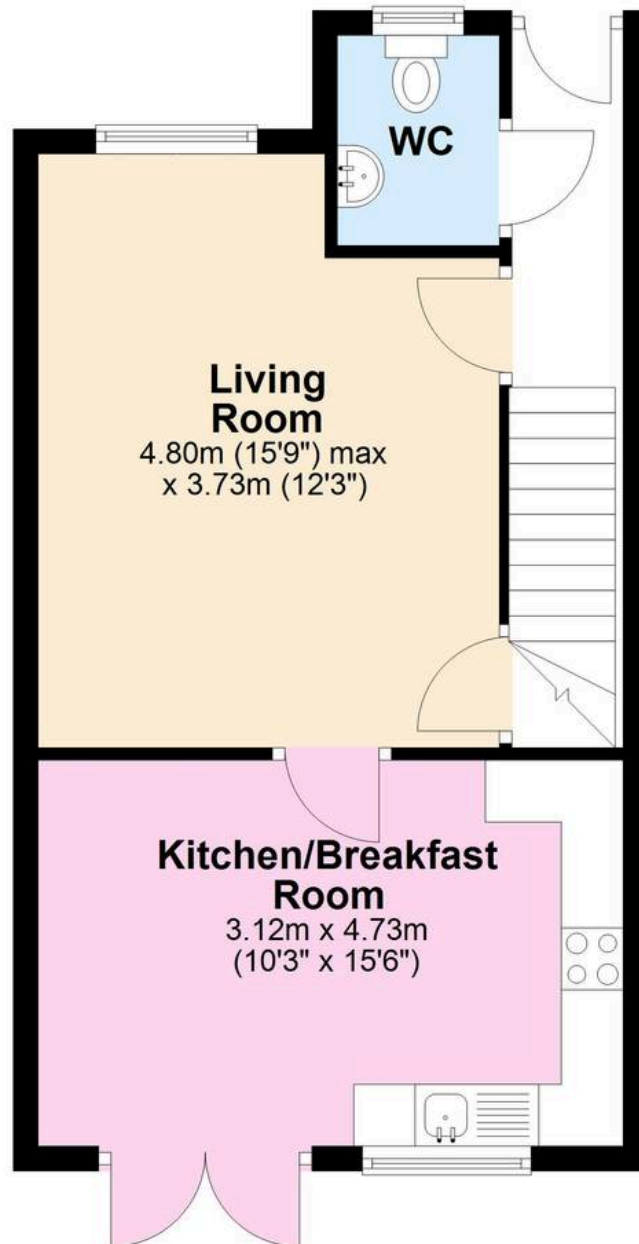 WC
Living
Room
4.80m (15'9") max
x 3.73m (12'3")
Kitchen/Breakfast
Room
3.12m x 4.73m
(10'3" x 15'6")